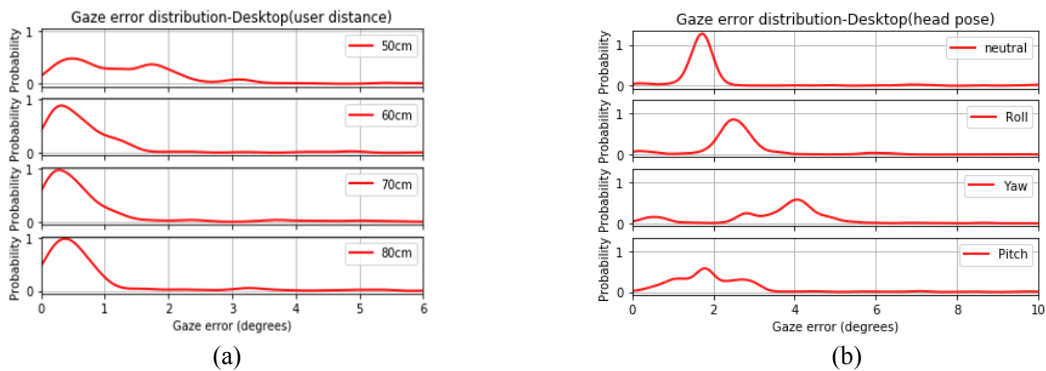 Gaze error distribution-Desktop(user distance)
1
0
Probability
50cm
1
0
Probability
60cm
1
0
Probability
70cm
1
0
Probability
80cm
0 1 2 3 4 5 6
Gaze error (degrees)
(a)
Gaze error distribution-Desktop(head pose)
1
0
Probability
neutral
1
0
Probability
Roll
1
0
Probability
Yaw
1
0
Probability
Pitch
0 2 4 6 8 10
Gaze error (degrees)
(b)